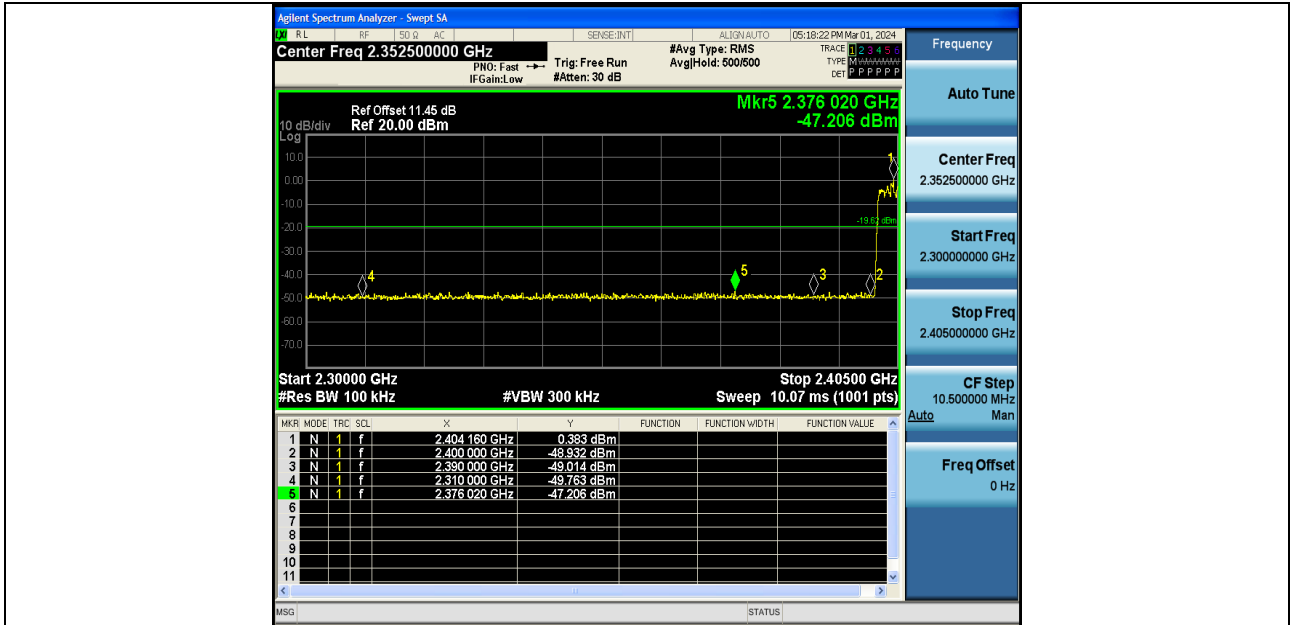 Agilent Spectrum Analyzer - Swept SA
RL RF 50 Ω AC SENSE:INT ALIGN AUTO 05:18:22 PM Mar 01, 2024
Center Freq 2.352500000 GHz
PNO: Fast
IFGain:Low
Trig: Free Run
#Atten: 30 dB
#Avg Type: RMS
Avg|Hold: 500/500
TRACE 1 2 3 4 5 6
TYPE M
DET P P P P P P
Mkr5 2.376 020 GHz
-47.206 dBm
Ref Offset 11.45 dB
10 dB/div Ref 20.00 dBm
Log
10.0
0.00
-10.0
-20.0
-30.0
-40.0
-50.0
-60.0
-70.0
1
-19.62 dBm
4
5
3
2
Start 2.30000 GHz Stop 2.40500 GHz
#Res BW 100 kHz #VBW 300 kHz Sweep 10.07 ms (1001 pts)
MKR MODE TRC SCL X Y FUNCTION FUNCTION WIDTH FUNCTION VALUE
1 N 1 f 2.404 160 GHz 0.383 dBm
2 N 1 f 2.400 000 GHz -48.932 dBm
3 N 1 f 2.390 000 GHz -49.014 dBm
4 N 1 f 2.310 000 GHz -49.763 dBm
5 N 1 f 2.376 020 GHz -47.206 dBm
6
7
8
9
10
11
MSG STATUS
Frequency
Auto Tune
Center Freq
2.352500000 GHz
Start Freq
2.300000000 GHz
Stop Freq
2.405000000 GHz
CF Step
10.500000 MHz
Auto Man
Freq Offset
0 Hz